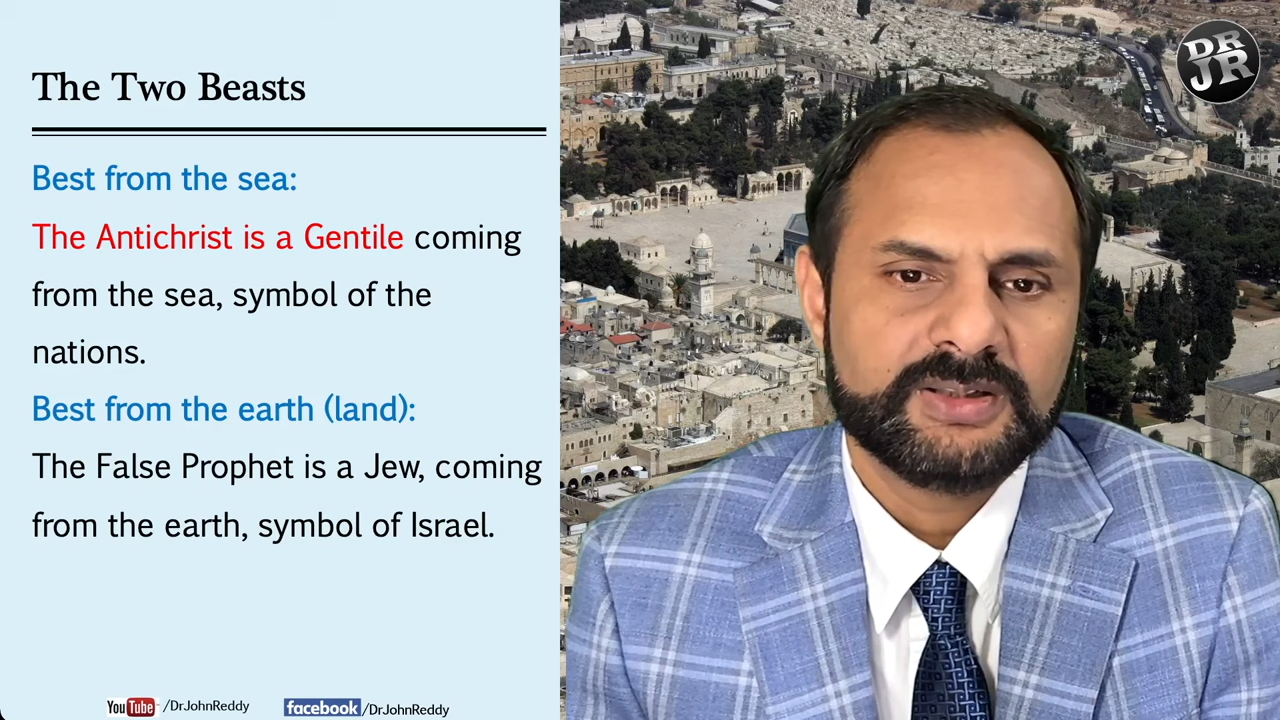 The Two Beasts
Best from the sea:
The Antichrist is a Gentile coming
from the sea, symbol of the
nations.
Best from the earth (land):
The False Prophet is a Jew, coming
from the earth, symbol of Israel.
YouTube /DrJohnReddy
facebook /DrJohnReddy
DR
JR